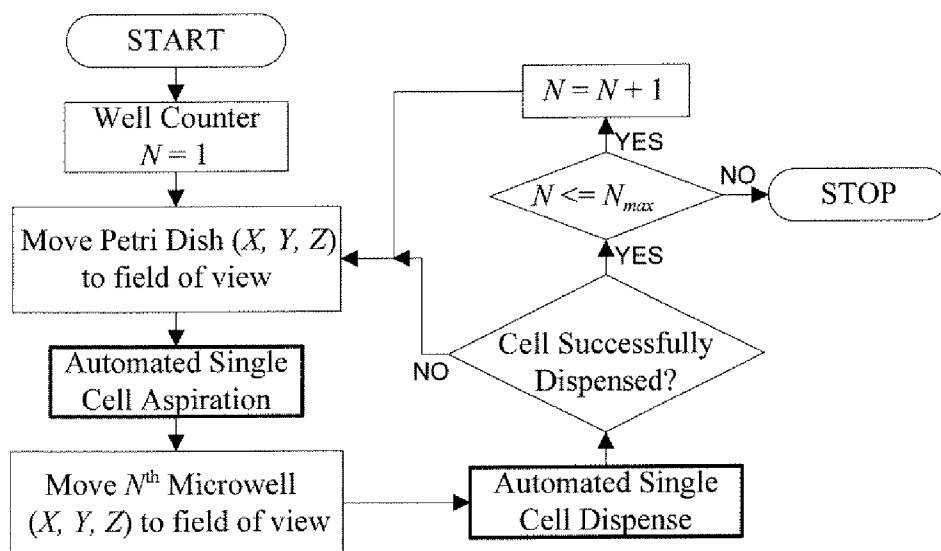 START
Well Counter
N = 1
Move Petri Dish (X, Y, Z)
to field of view
Automated Single
Cell Aspiration
Move Nth Microwell
(X, Y, Z) to field of view
Automated Single
Cell Dispense
Cell Successfully
Dispensed?
NO
YES
N <= Nmax
NO
STOP
YES
N = N + 1